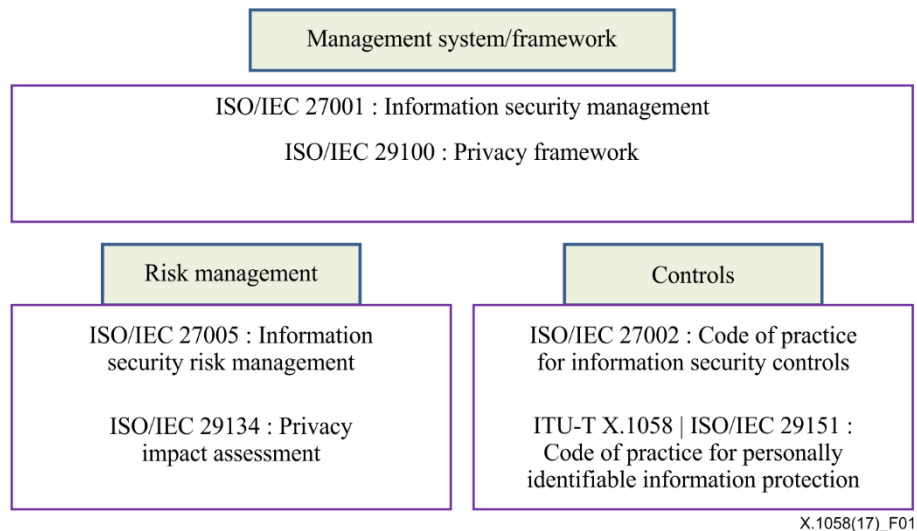 Management system/framework
ISO/IEC 27001 : Information security management
ISO/IEC 29100 : Privacy framework
Risk management
ISO/IEC 27005 : Information
security risk management
ISO/IEC 29134 : Privacy
impact assessment
Controls
ISO/IEC 27002 : Code of practice
for information security controls
ITU-T X.1058 | ISO/IEC 29151 :
Code of practice for personally
identifiable information protection
X.1058(17)_F01